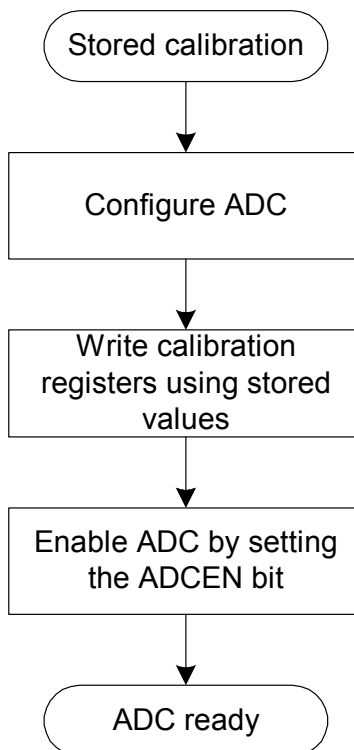 Stored calibration
Configure ADC
Write calibration
registers using stored
values
Enable ADC by setting
the ADCEN bit
ADC ready